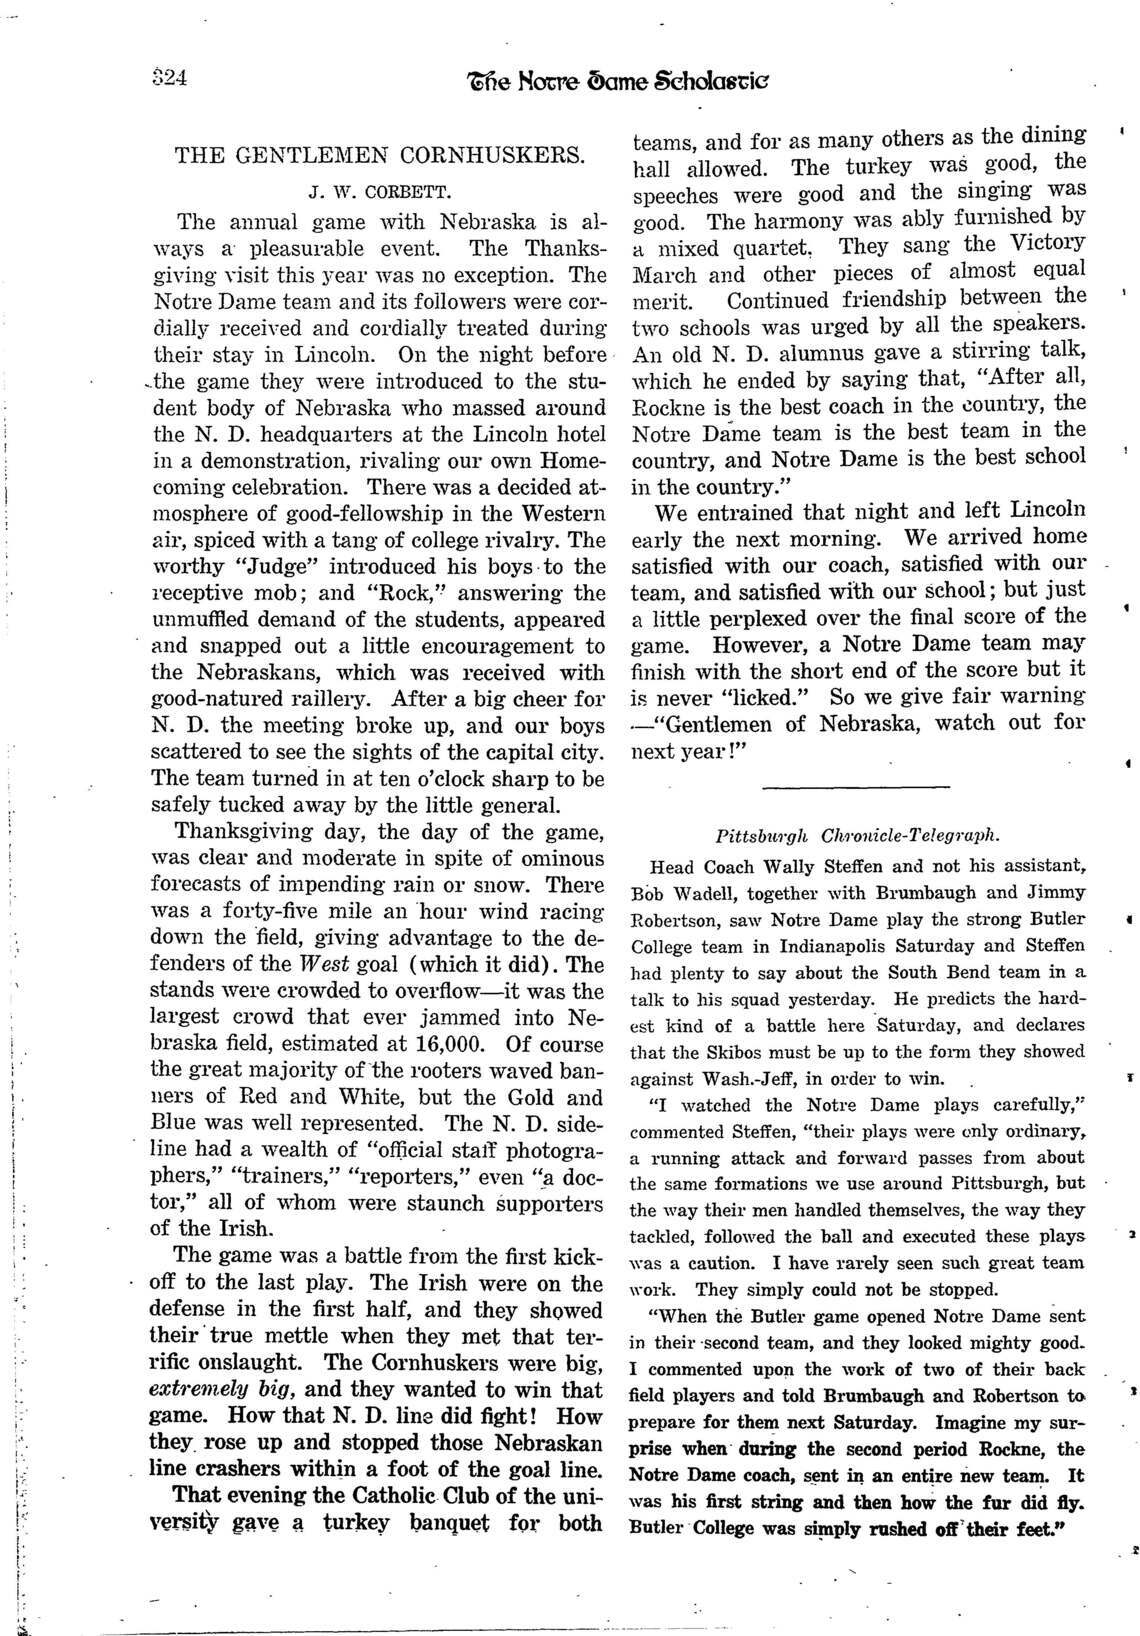 324
The Notre Dame Scholastic
THE GENTLEMEN CORNHUSKERS.
J. W. CORBETT.
The annual game with Nebraska is al-
ways a pleasurable event. The Thanks-
giving visit this year was no exception. The
Notre Dame team and its followers were cor-
dially received and cordially treated during
their stay in Lincoln. On the night before
the game they were introduced to the stu-
dent body of Nebraska who massed around
the N. D. headquarters at the Lincoln hotel
in a demonstration, rivaling our own Home-
coming celebration. There was a decided at-
mosphere of good-fellowship in the Western
air, spiced with a tang of college rivalry. The
worthy “Judge” introduced his boys to the
receptive mob; and “Rock,” answering the
unmuffled demand of the students, appeared
and snapped out a little encouragement to
the Nebraskans, which was received with
good-natured raillery. After a big cheer for
N. D. the meeting broke up, and our boys
scattered to see the sights of the capital city.
The team turned in at ten o’clock sharp to be
safely tucked away by the little general.
Thanksgiving day, the day of the game,
was clear and moderate in spite of ominous
forecasts of impending rain or snow. There
was a forty-five mile an hour wind racing
down the field, giving advantage to the de-
fenders of the West goal (which it did). The
stands were crowded to overflow—it was the
largest crowd that ever jammed into Ne-
braska field, estimated at 16,000. Of course
the great majority of the rooters waved ban-
ners of Red and White, but the Gold and
Blue was well represented. The N. D. side-
line had a wealth of “official staff photogra-
phers,” “trainers,” “reporters,” even “a doc-
tor,” all of whom were staunch supporters
of the Irish.
The game was a battle from the first kick-
off to the last play. The Irish were on the
defense in the first half, and they showed
their true mettle when they met that ter-
rific onslaught. The Cornhuskers were big,
extremely big, and they wanted to win that
game. How that N. D. line did fight! How
they rose up and stopped those Nebraskan
line crashers within a foot of the goal line.
That evening the Catholic Club of the uni-
versity gave a turkey banquet for both
teams, and for as many others as the dining
hall allowed. The turkey was good, the
speeches were good and the singing was
good. The harmony was ably furnished by
a mixed quartet. They sang the Victory
March and other pieces of almost equal
merit. Continued friendship between the
two schools was urged by all the speakers.
An old N. D. alumnus gave a stirring talk,
which he ended by saying that, “After all,
Rockne is the best coach in the country, the
Notre Dame team is the best team in the
country, and Notre Dame is the best school
in the country.”
We entrained that night and left Lincoln
early the next morning. We arrived home
satisfied with our coach, satisfied with our
team, and satisfied with our school; but just
a little perplexed over the final score of the
game. However, a Notre Dame team may
finish with the short end of the score but it
is never “licked.” So we give fair warning
—“Gentlemen of Nebraska, watch out for
next year!”
Pittsburgh Chronicle-Telegraph.
Head Coach Wally Steffen and not his assistant,
Bob Wadell, together with Brumbaugh and Jimmy
Robertson, saw Notre Dame play the strong Butler
College team in Indianapolis Saturday and Steffen
had plenty to say about the South Bend team in a
talk to his squad yesterday. He predicts the hard-
est kind of a battle here Saturday, and declares
that the Skibos must be up to the form they showed
against Wash.-Jeff, in order to win.
“I watched the Notre Dame plays carefully,”
commented Steffen, “their plays were only ordinary,
a running attack and forward passes from about
the same formations we use around Pittsburgh, but
the way their men handled themselves, the way they
tackled, followed the ball and executed these plays
was a caution. I have rarely seen such great team
work. They simply could not be stopped.
“When the Butler game opened Notre Dame sent
in their second team, and they looked mighty good.
I commented upon the work of two of their back
field players and told Brumbaugh and Robertson to
prepare for them next Saturday. Imagine my sur-
prise when during the second period Rockne, the
Notre Dame coach, sent in an entire new team. It
was his first string and then how the fur did fly.
Butler College was simply rushed off their feet.”